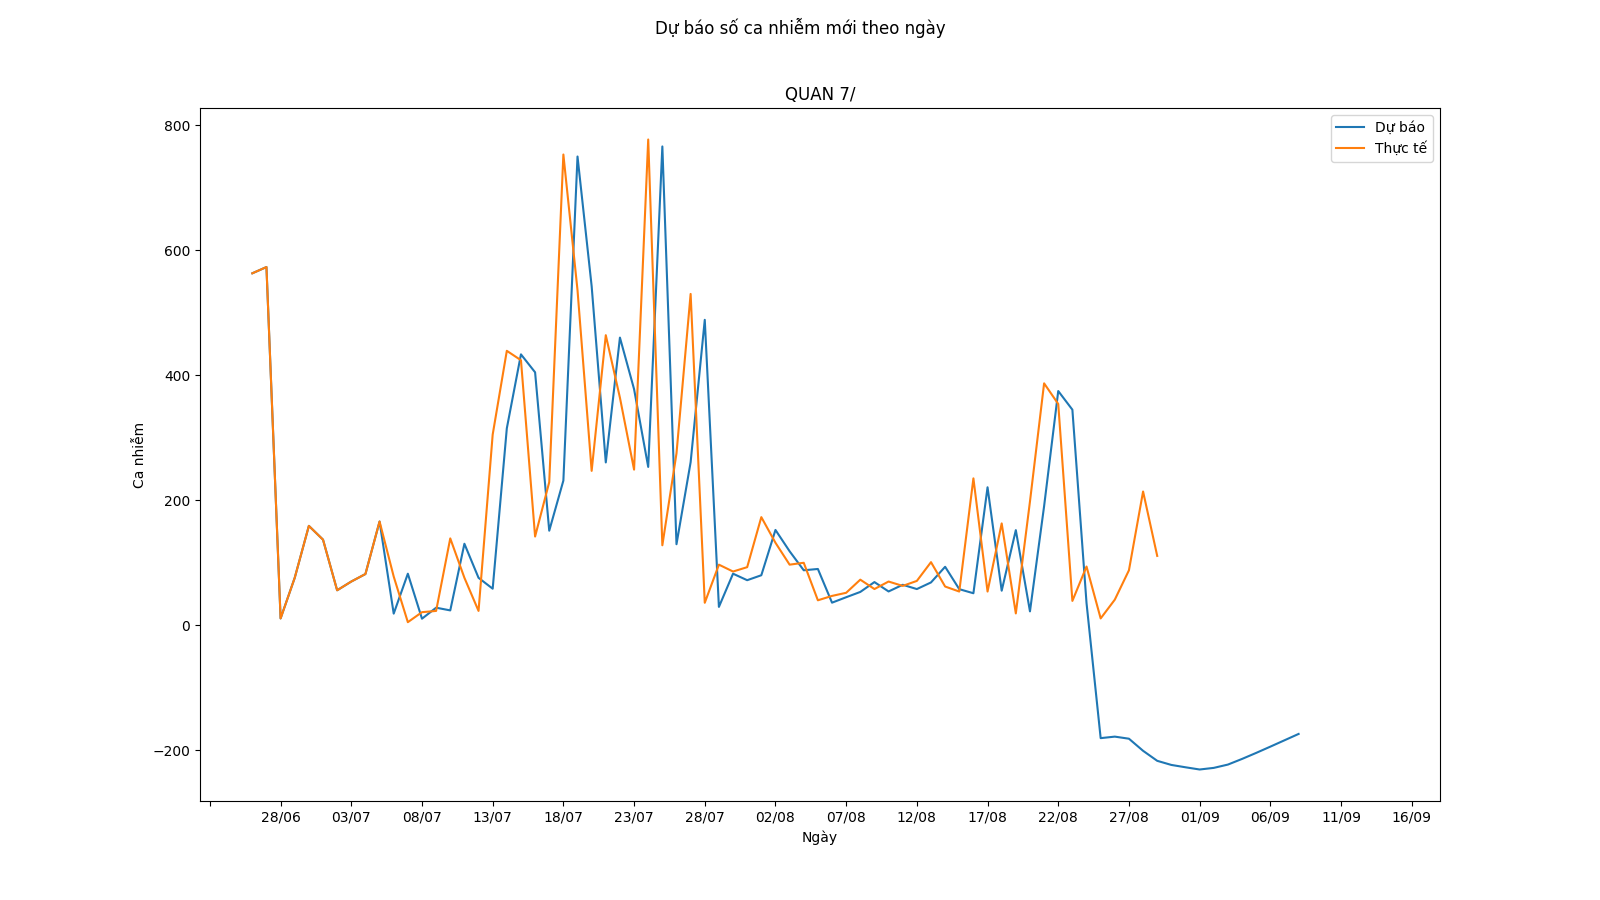 Dự báo số ca nhiễm mới theo ngày
QUAN 7/
Dự báo
Thực tế
800
600
400
200
0
−200
Ca nhiễm
28/06 03/07 08/07 13/07 18/07 23/07 28/07 02/08 07/08 12/08 17/08 22/08 27/08 01/09 06/09 11/09 16/09
Ngày